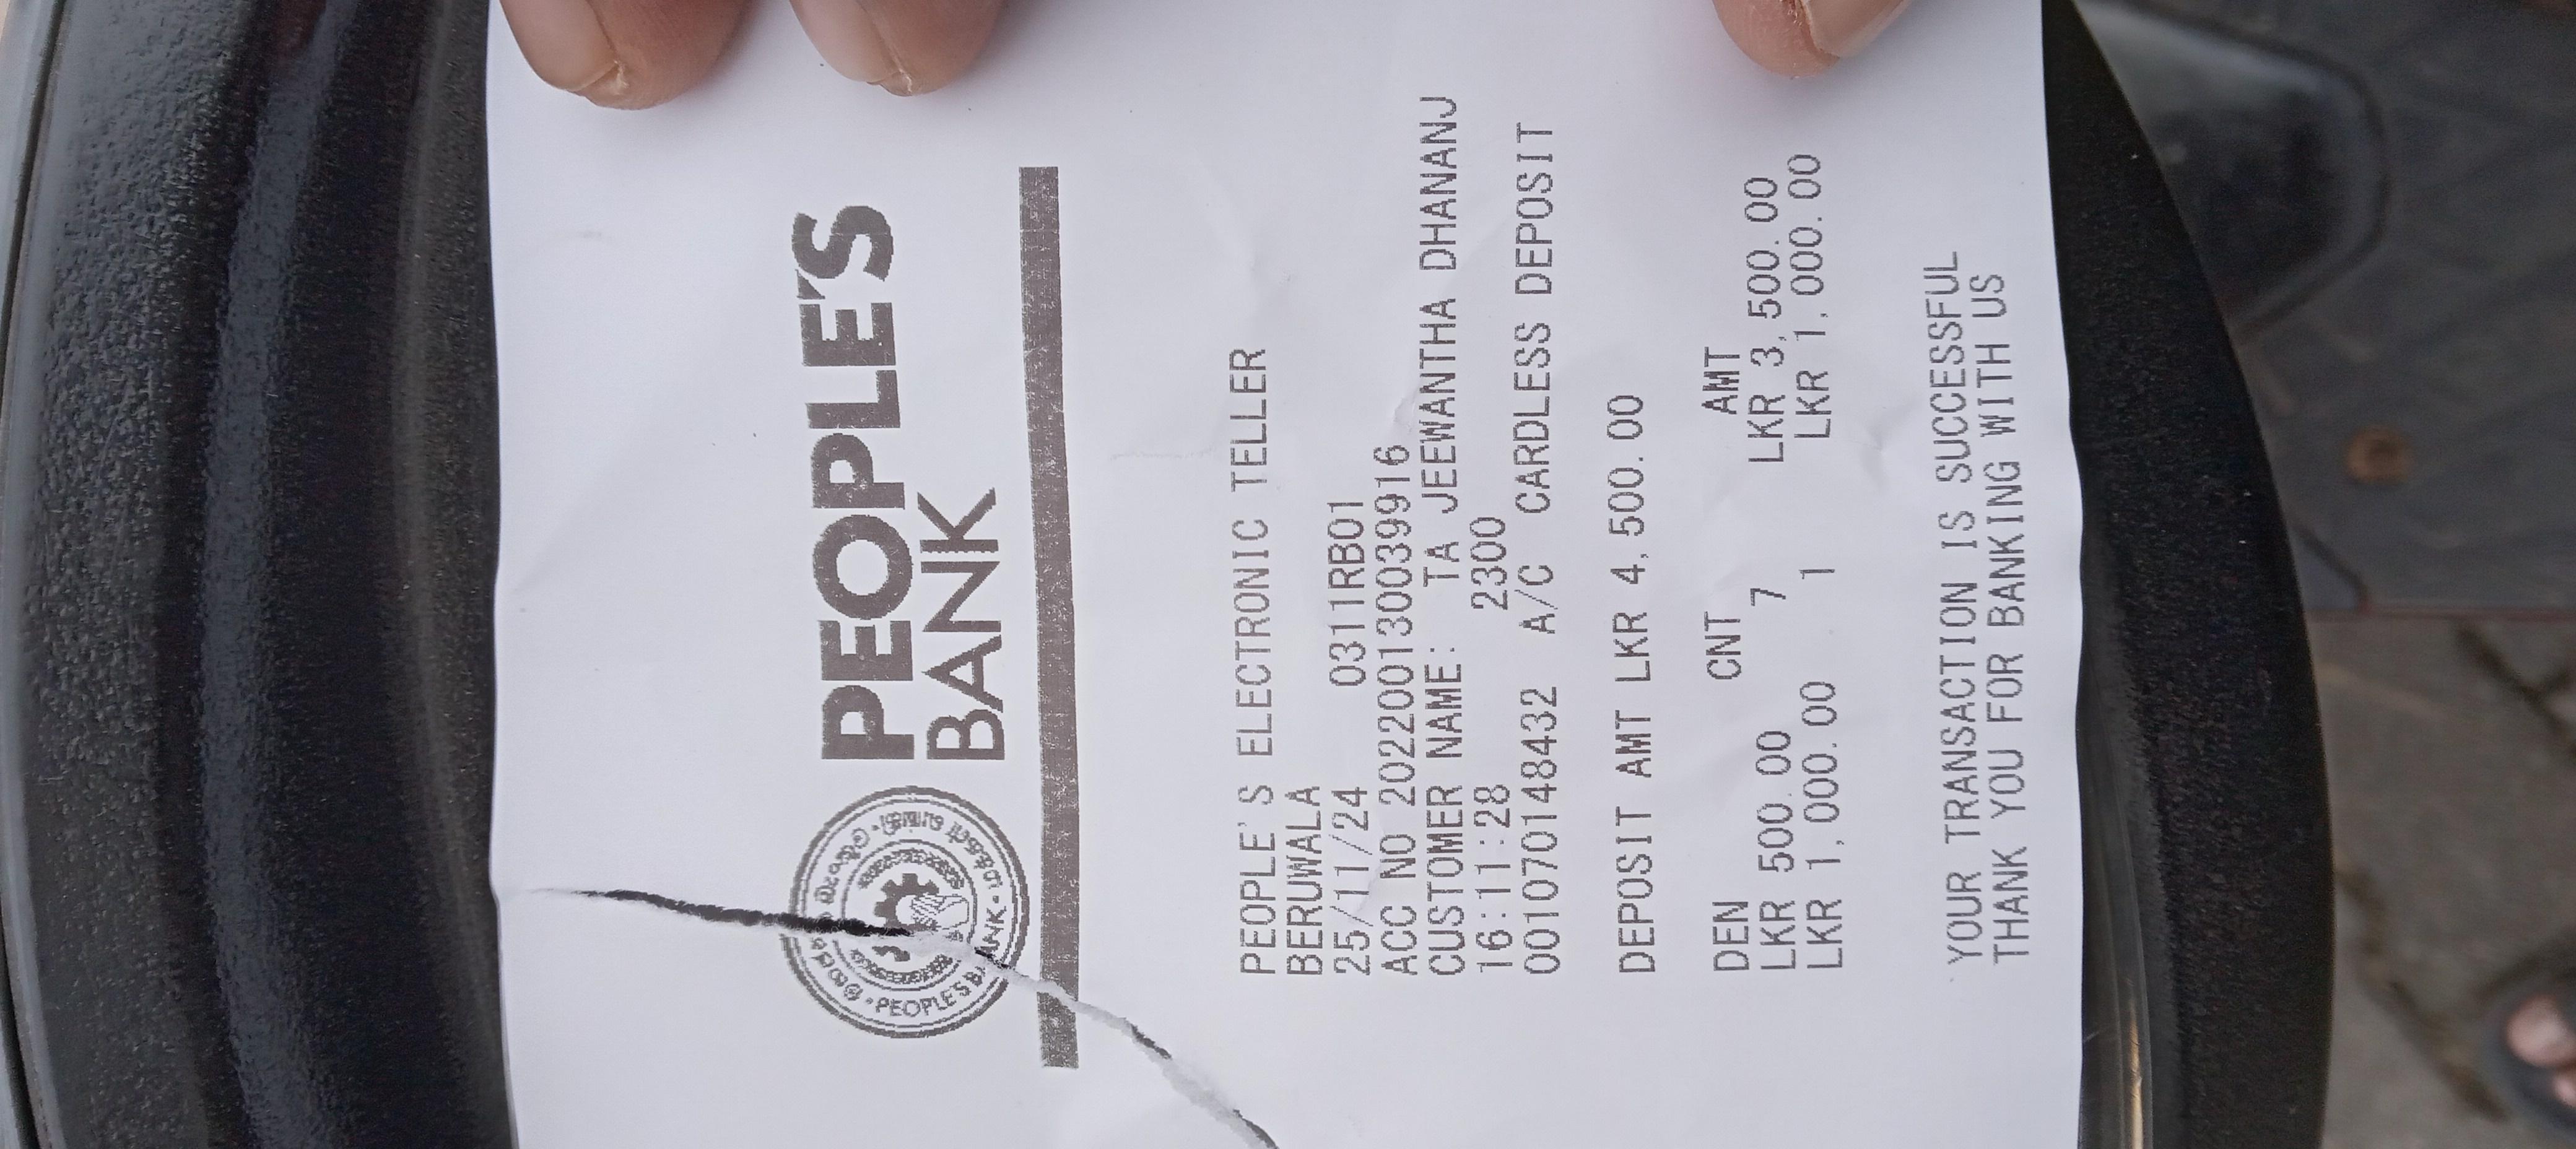 PEOPLE'S
BANK
PEOPLE'S BANK
PEOPLE'S ELECTRONIC TELLER
BERUWALA
25/11/24 0311RB01
ACC NO 202200130039916
CUSTOMER NAME: TA JEEWANTHA DHANANJ
16:11:28 2300
001070148432 A/C CARDLESS DEPOSIT
DEPOSIT AMT LKR 4,500.00
DEN CNT AMT
LKR 500.00 7 LKR 3,500.00
LKR 1,000.00 1 LKR 1,000.00
YOUR TRANSACTION IS SUCCESSFUL
THANK YOU FOR BANKING WITH US